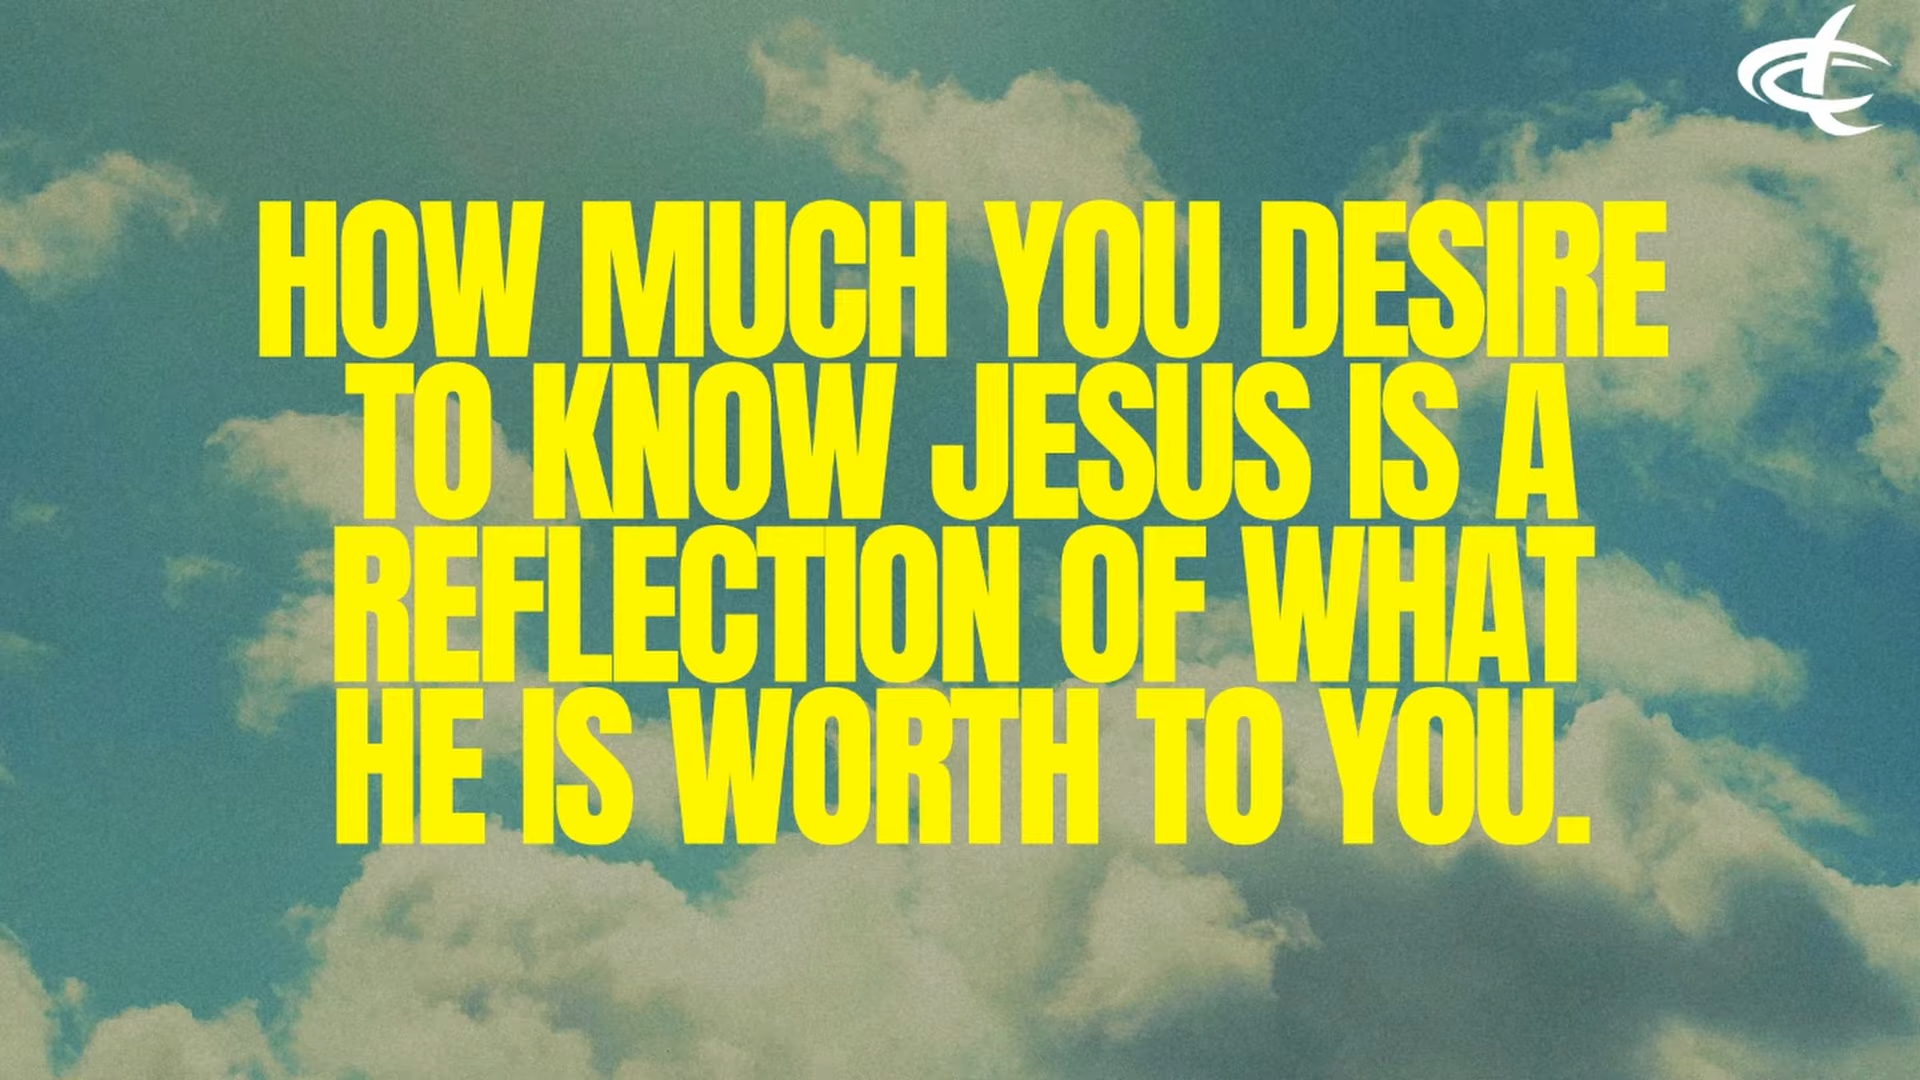 HOW MUCH YOU DESIRE
TO KNOW JESUS IS A
REFLECTION OF WHAT
HE IS WORTH TO YOU.